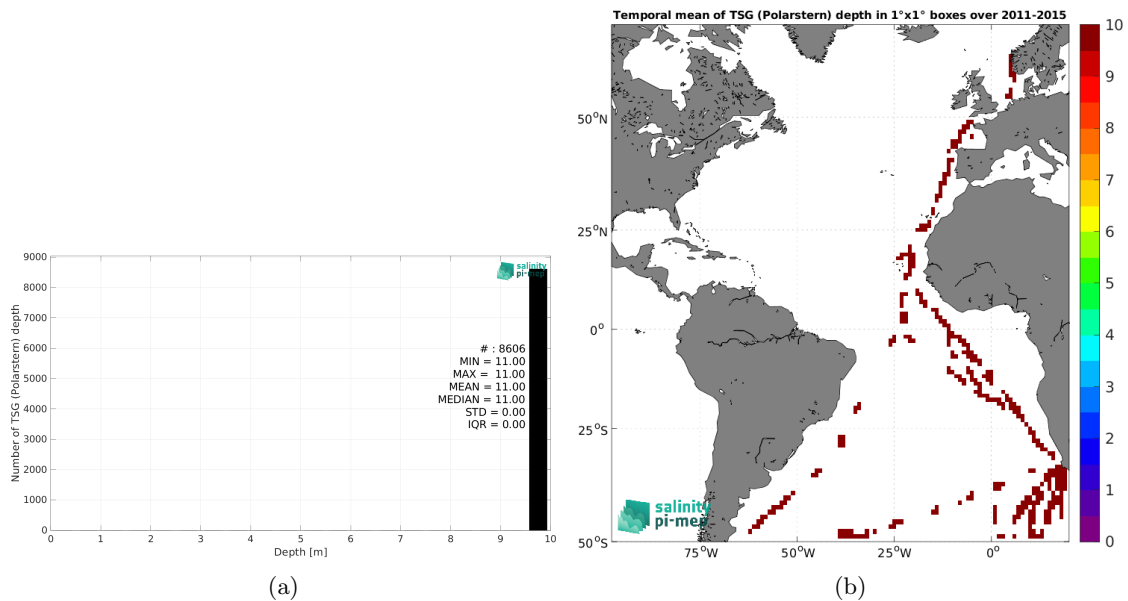 Temporal mean of TSG (Polarstern) depth in 1°x1° boxes over 2011-2015
9000
8000
7000
6000
5000
4000
3000
2000
1000
0
Number of TSG (Polarstern) depth
salinity
pi-mep
# : 8606
MIN = 11.00
MAX = 11.00
MEAN = 11.00
MEDIAN = 11.00
STD = 0.00
IQR = 0.00
0 1 2 3 4 5 6 7 8 9 10
Depth [m]
(a)
50°N
25°N
0°
25°S
50°S
75°W 50°W 25°W 0°
salinity
pi-mep
10
9
8
7
6
5
4
3
2
1
0
(b)